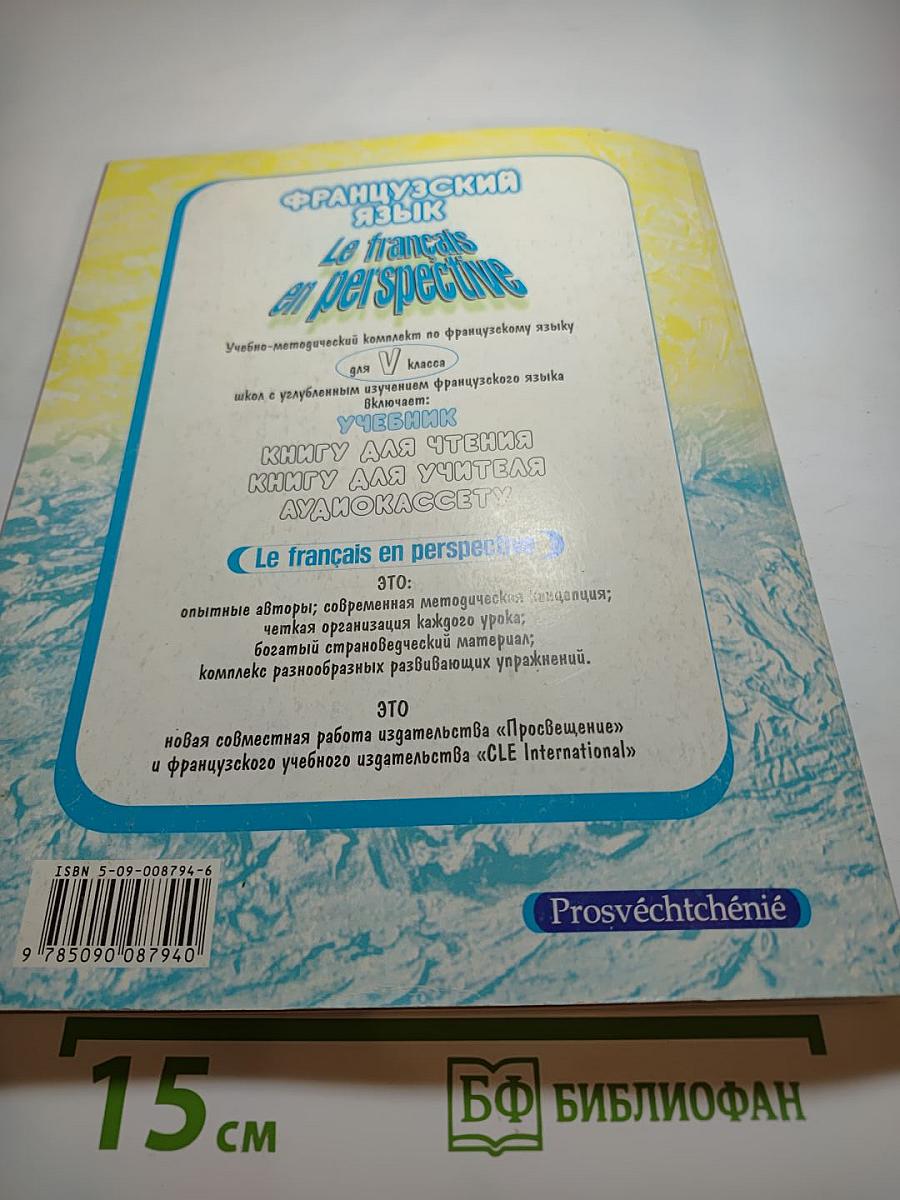 ФРАНЦУЗСКИЙ
ЯЗЫК
Le français
en perspective
Учебно-методический комплект по французскому языку
для V класса
школ с углубленным изучением французского языка
включает:
УЧЕБНИК
КНИГУ ДЛЯ ЧТЕНИЯ
КНИГУ ДЛЯ УЧИТЕЛЯ
АУДИОКАССЕТУ
Le français en perspective
ЭТО:
опытные авторы; современная методическая концепция;
четкая организация каждого урока;
богатый страноведческий материал;
комплекс разнообразных развивающих упражнений.
ЭТО
новая совместная работа издательства «Просвещение»
и французского учебного издательства «CLE International»
ISBN 5-09-008794-6
9 785090 087940
Prosvéchtchénié
15 см
БФ БИБЛИОФАН